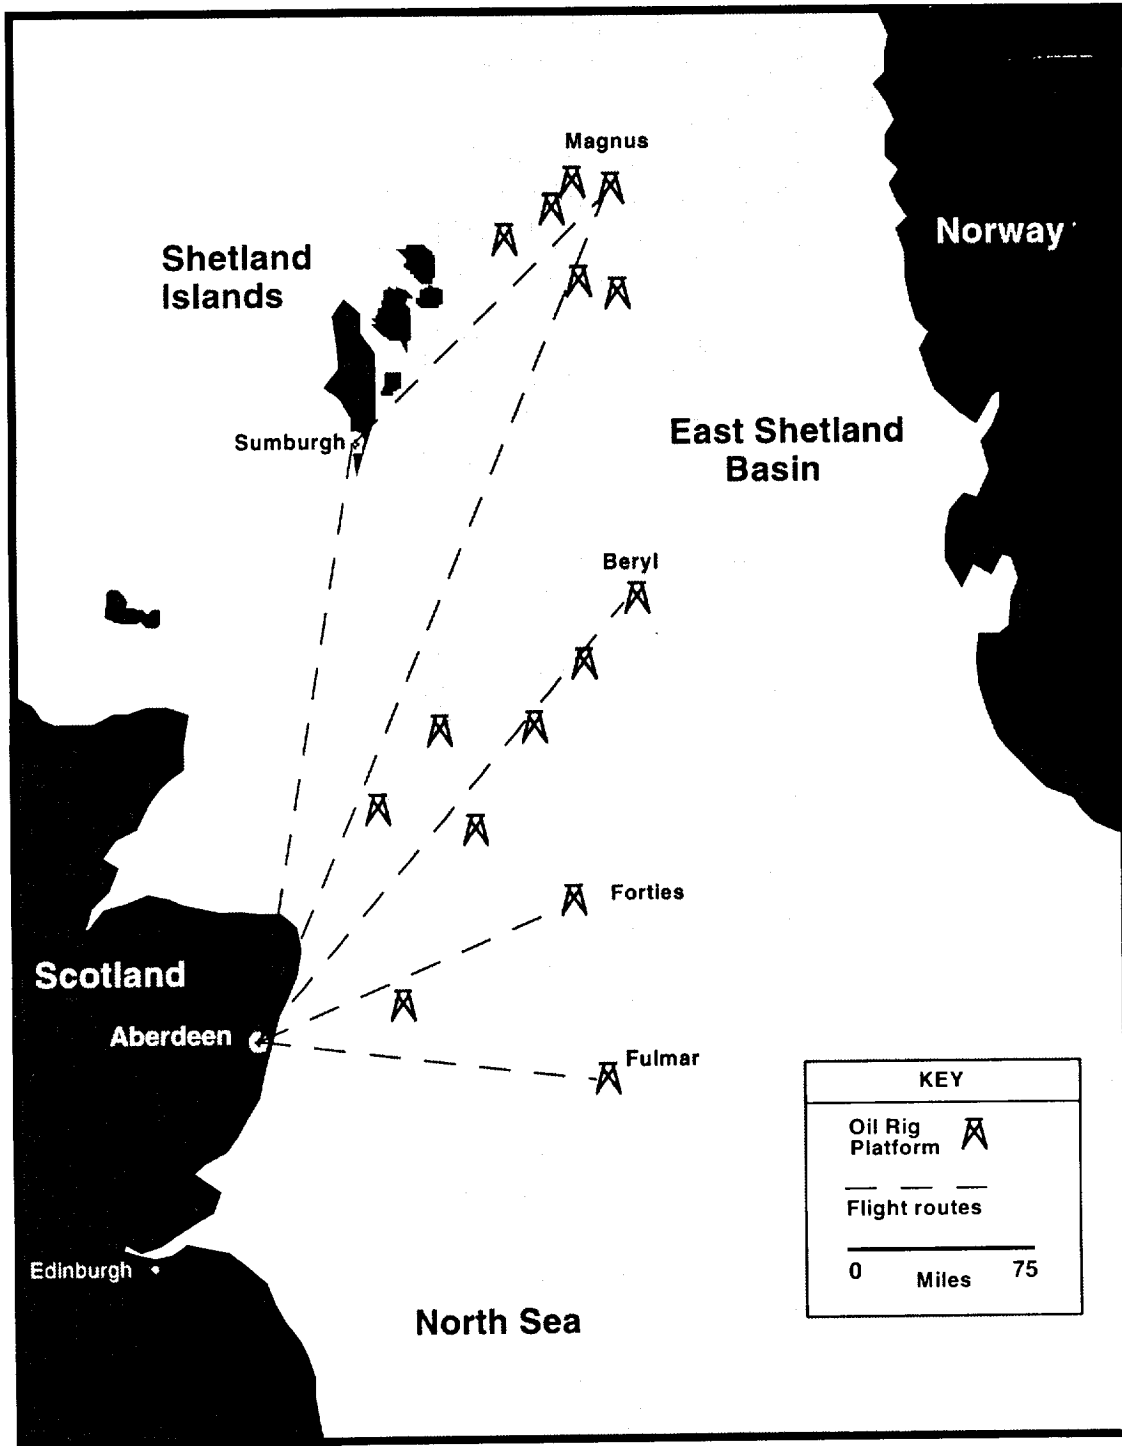 Magnus
Norway
Shetland
Islands
Sumburgh
East Shetland
Basin
Beryl
Forties
Scotland
Aberdeen
Fulmar
KEY
Oil Rig
Platform
Flight routes
0 Miles 75
Edinburgh
North Sea